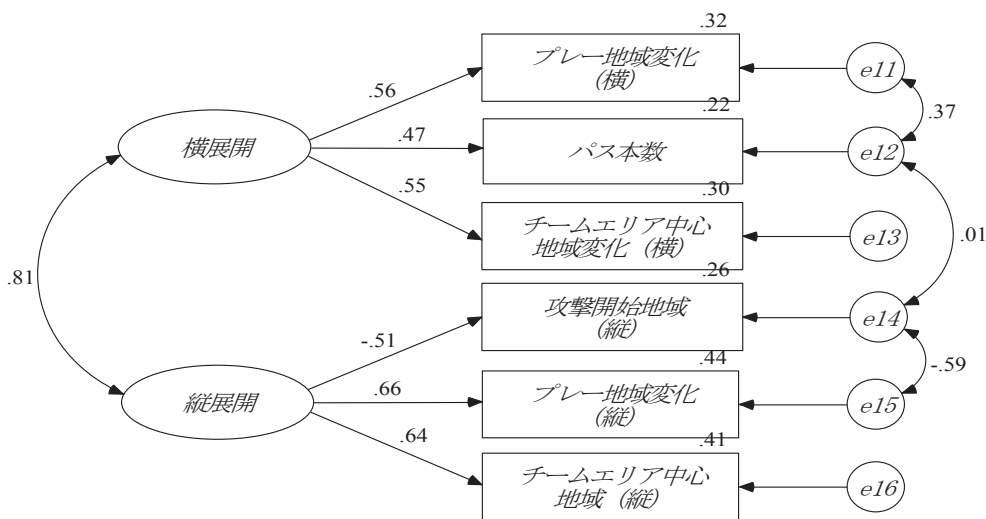 .32
プレー地域変化
(横)
e11
.56
.37
.22
横展開
.47
パス本数
e12
.55
.30
チームエリア中心
地域変化 (横)
e13
.01
.81
.26
攻撃開始地域
(縦)
e14
-.51
.44
-.59
縦展開
.66
プレー地域変化
(縦)
e15
.64
.41
チームエリア中心
地域 (縦)
e16